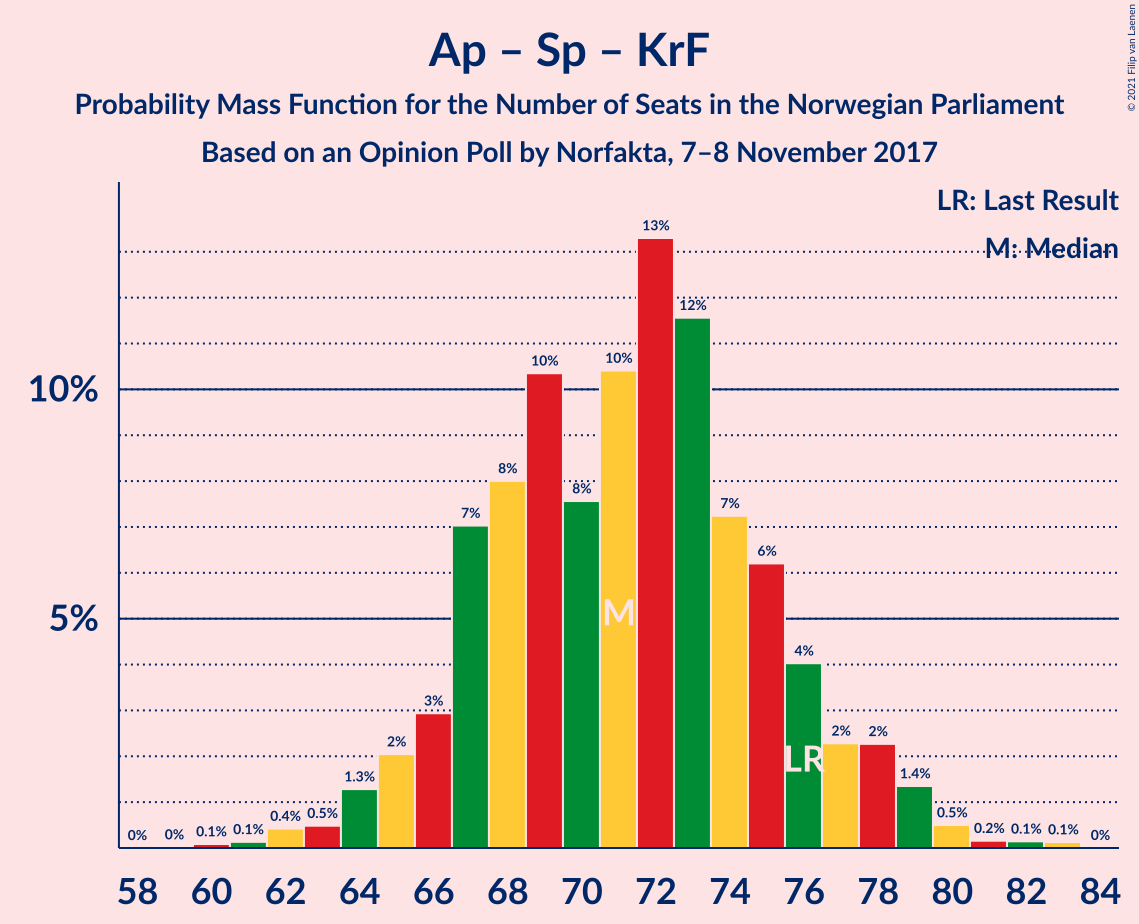 © 2021 Filip van Laenen
Ap – Sp – KrF
Probability Mass Function for the Number of Seats in the Norwegian Parliament
Based on an Opinion Poll by Norfakta, 7–8 November 2017
LR: Last Result
M: Median
10%
5%
0% 0% 0.1% 0.1% 0.4% 0.5% 1.3% 2% 3% 7% 8% 10% 8% 10% 13% 12% 7% 6% 4% 2% 2% 1.4% 0.5% 0.2% 0.1% 0.1% 0%
M
LR
58 60 62 64 66 68 70 72 74 76 78 80 82 84